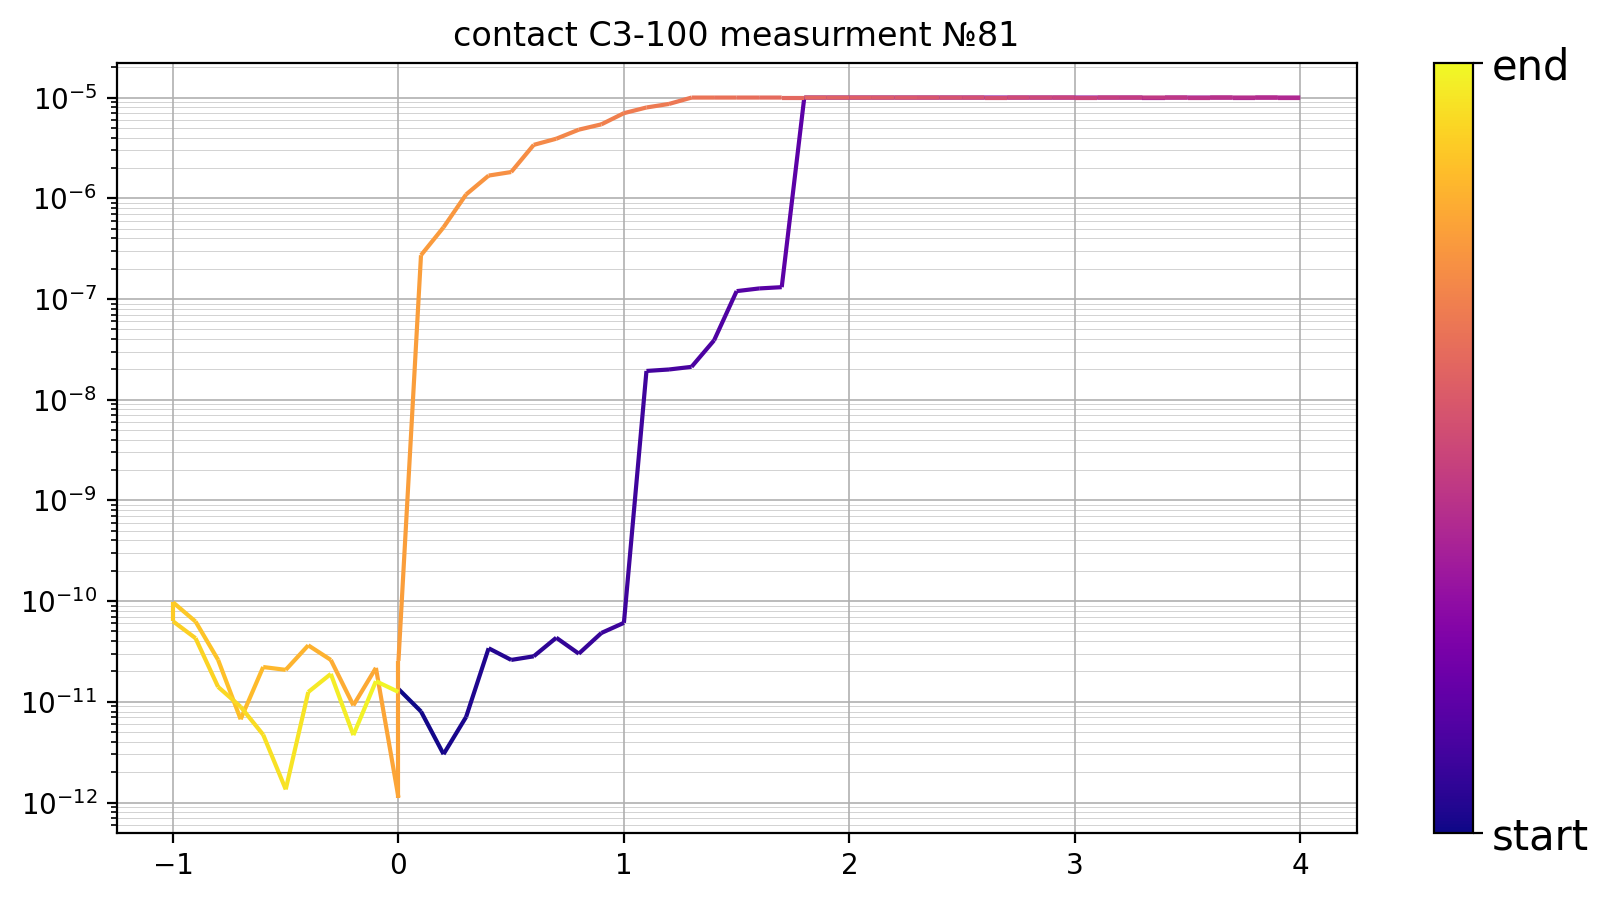 contact C3-100 measurment №81
10⁻⁵
10⁻⁶
10⁻⁷
10⁻⁸
10⁻⁹
10⁻¹⁰
10⁻¹¹
10⁻¹²
−1 0 1 2 3 4
end
start